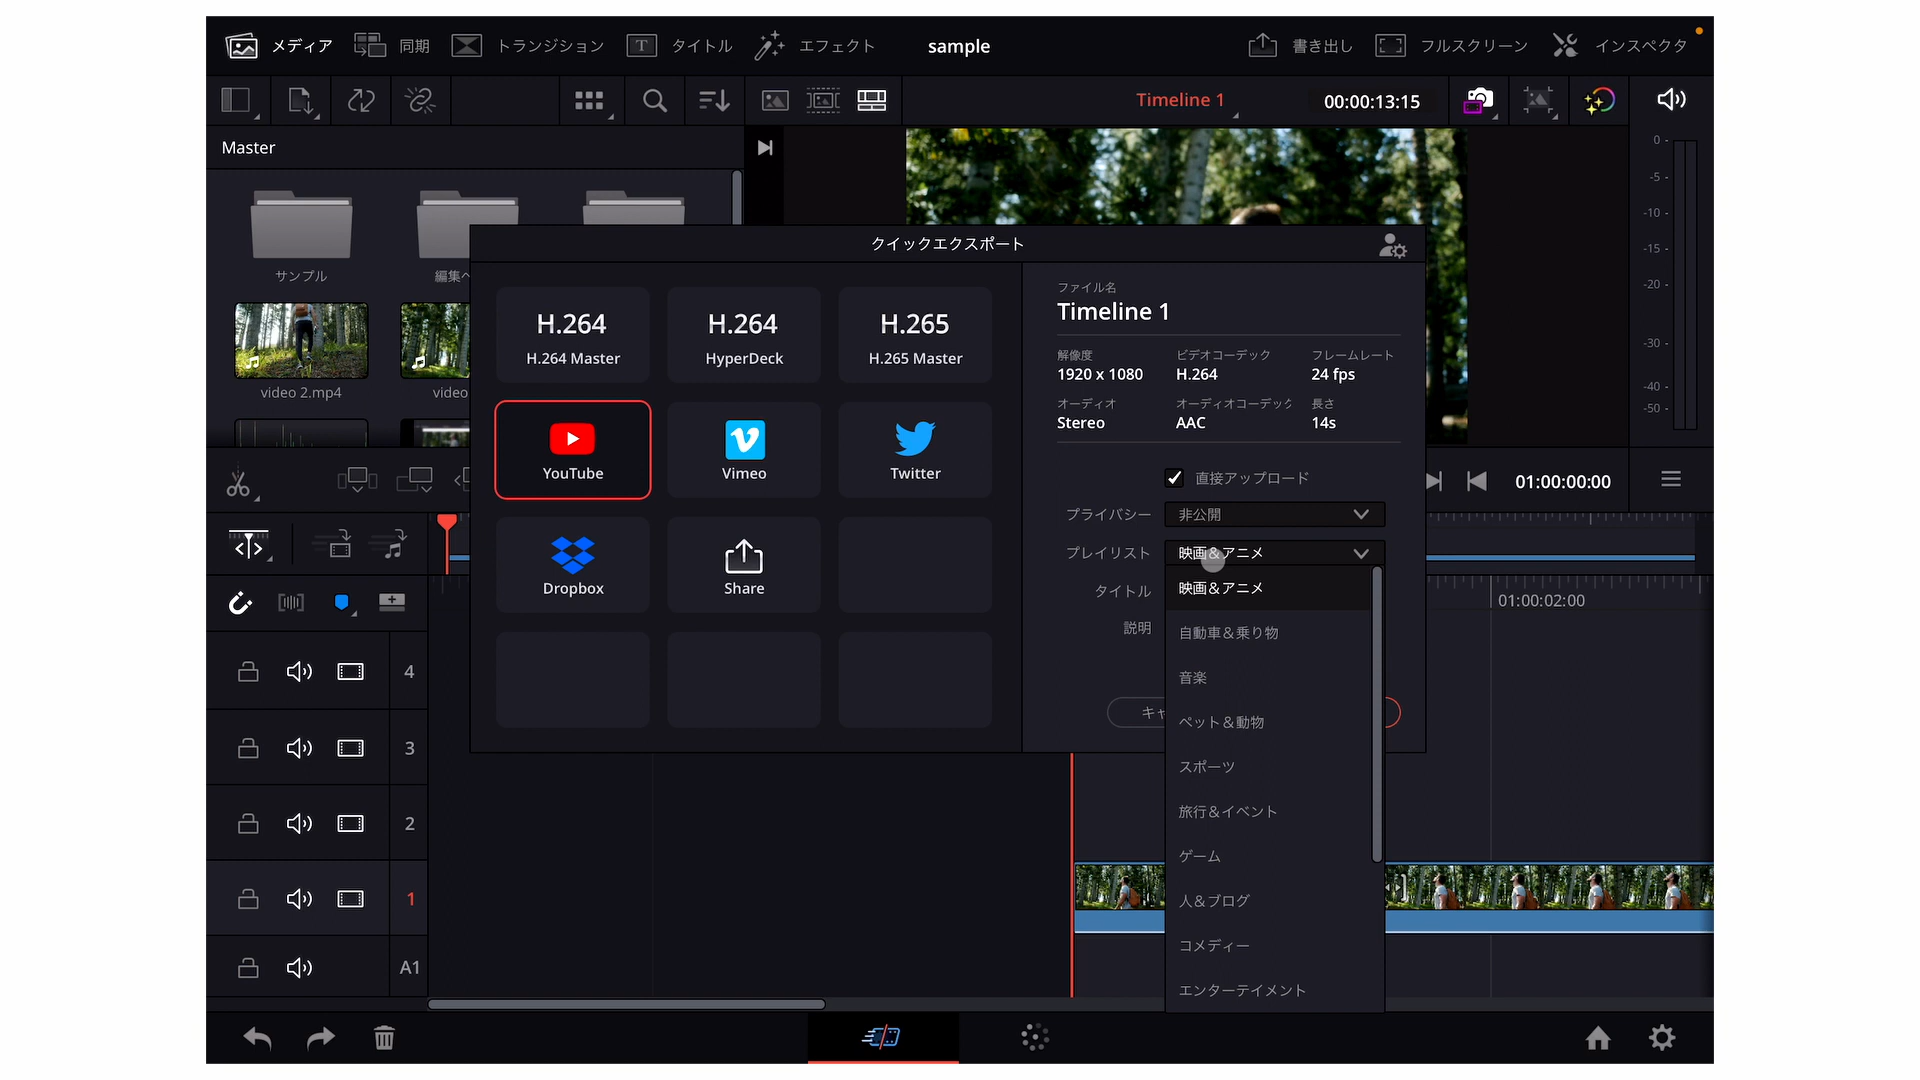 メディア
同期
トランジション
タイトル
エフェクト
sample
書き出し
フルスクリーン
インスペクタ
Timeline 1
00:00:13:15
Master
サンプル
編集へ
video 2.mp4
video
0
-5
-10
-15
-20
-30
-40
-50
クイックエクスポート
H.264
H.264 Master
H.264
HyperDeck
H.265
H.265 Master
YouTube
Vimeo
Twitter
Dropbox
Share
ファイル名
Timeline 1
解像度 ビデオコーデック フレームレート
1920 x 1080 H.264 24 fps
オーディオ オーディオコーデック 長さ
Stereo AAC 14s
直接アップロード
プライバシー 非公開
プレイリスト 映画&アニメ
タイトル
説明
キャ
映画&アニメ
自動車&乗り物
音楽
ペット&動物
スポーツ
旅行&イベント
ゲーム
人&ブログ
コメディー
エンターテイメント
01:00:00:00
01:00:02:00
4
3
2
1
A1